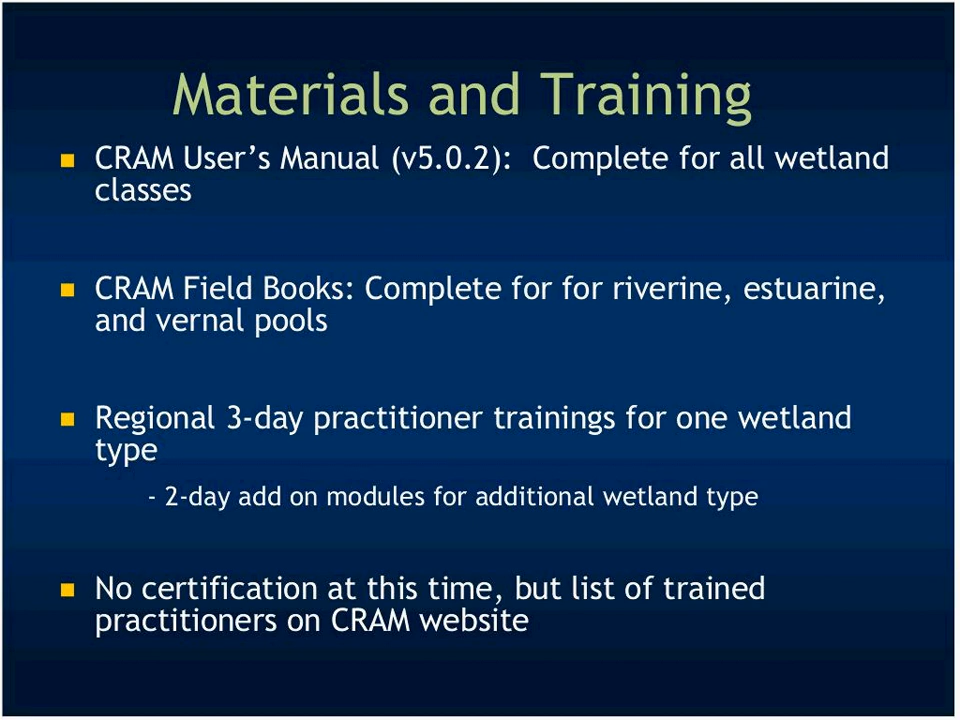 Materials and Training
CRAM User’s Manual (v5.0.2):  Complete for all wetland
classes
CRAM Field Books: Complete for for riverine, estuarine,
and vernal pools
Regional 3-day practitioner trainings for one wetland
type
- 2-day add on modules for additional wetland type
No certification at this time, but list of trained
practitioners on CRAM website